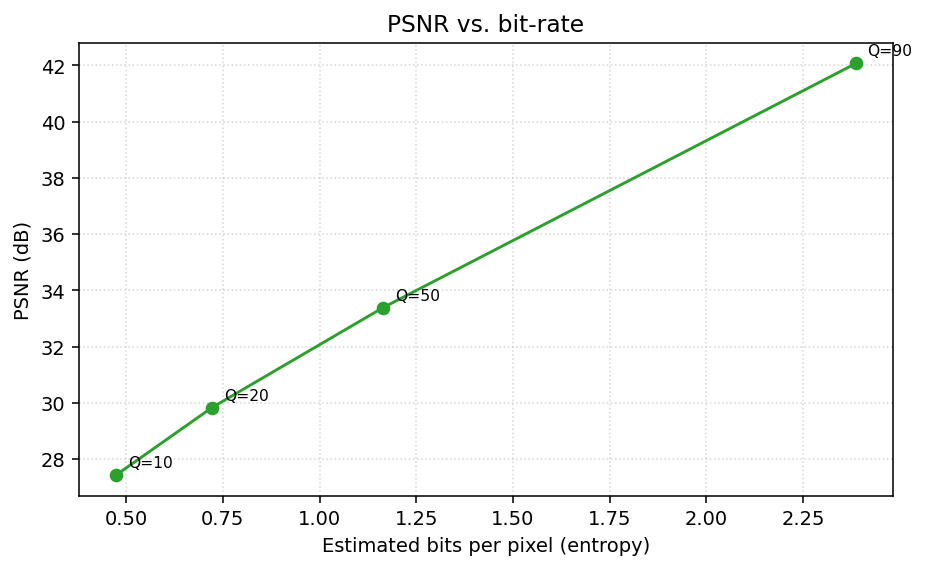 PSNR vs. bit-rate
Q=90
42
40
38
36
34
Q=50
32
30
Q=20
28
Q=10
PSNR (dB)
0.50 0.75 1.00 1.25 1.50 1.75 2.00 2.25
Estimated bits per pixel (entropy)